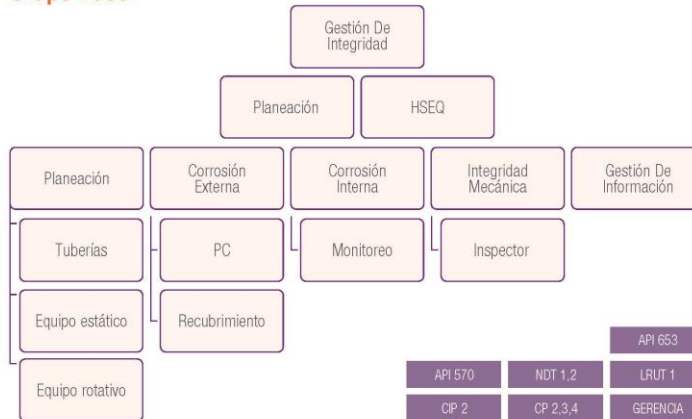 Gestión De
Integridad
Planeación
HSEQ
Planeación
Corrosión
Externa
Corrosión
Interna
Integridad
Mecánica
Gestión De
Información
Tuberías
PC
Monitoreo
Inspector
Equipo estático
Recubrimiento
Equipo rotativo
API 653
API 570
NDT 1,2
LRUT 1
CIP 2
CP 2,3,4
GERENCIA